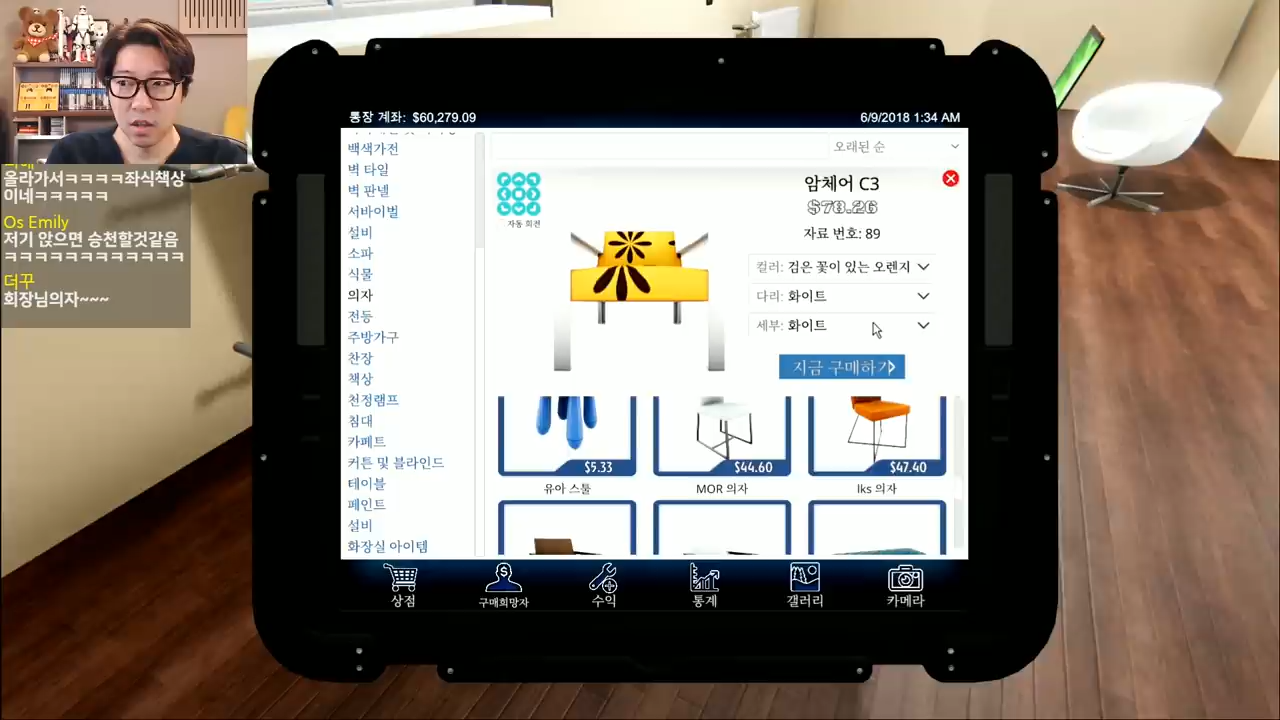 통장 계좌: $60,279.09
6/9/2018 1:34 AM
올라가서ㅋㅋㅋㅋ좌식책상
이네ㅋㅋㅋㅋㅋ
Os Emily
저기 앉으면 승천할것같음
ㅋㅋㅋㅋㅋㅋㅋㅋㅋㅋㅋㅋ
더꾸
회장님의자~~~
백색가전
벽 타일
벽 판넬
서바이벌
설비
소파
식물
의자
전등
주방가구
찬장
책상
천정램프
침대
카페트
커튼 및 블라인드
테이블
페인트
설비
화장실 아이템
오래된 순
자동 회전
암체어 C3
$78.26
자료 번호: 89
컬러: 검은 꽃이 있는 오렌지
다리: 화이트
세부: 화이트
지금 구매하기
$5.33
$44.60
$47.40
유아 스툴
MOR 의자
lks 의자
상점
구매희망자
수익
통계
갤러리
카메라